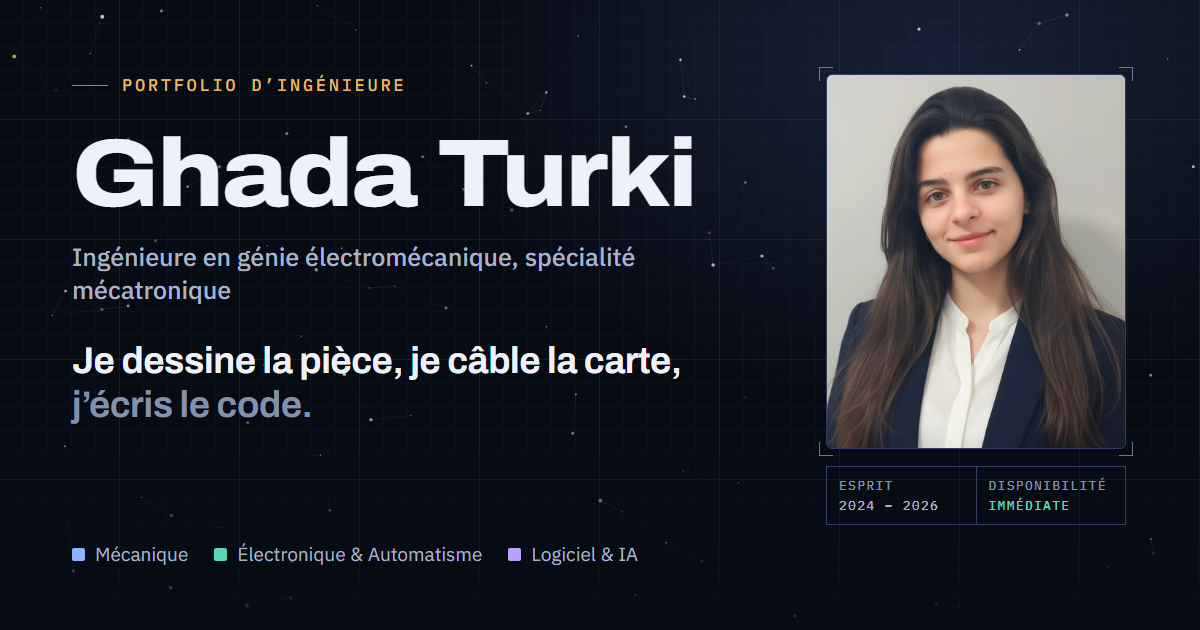 PORTFOLIO D’INGÉNIEURE
Ghada Turki
Ingénieure en génie électromécanique, spécialité
mécatronique
Je dessine la pièce, je câble la carte,
j’écris le code.
ESPRIT
2024 – 2026
DISPONIBILITÉ
IMMÉDIATE
Mécanique
Électronique & Automatisme
Logiciel & IA